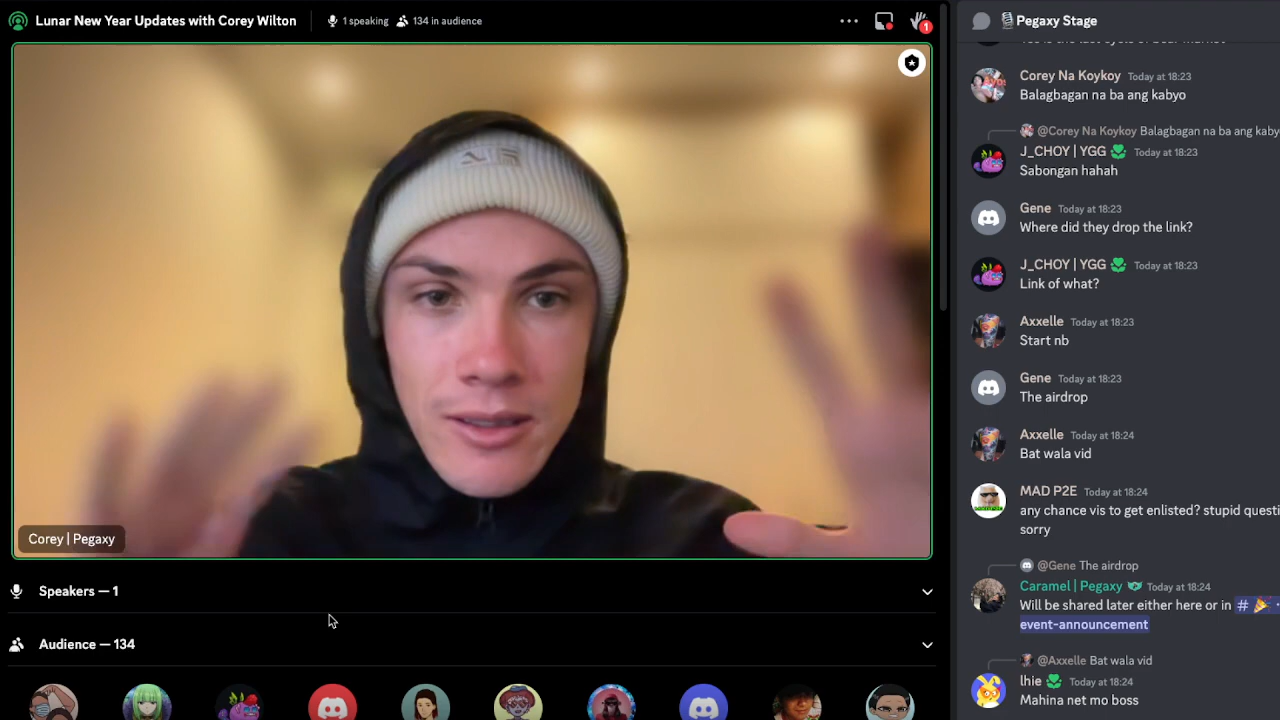 Lunar New Year Updates with Corey Wilton
1 speaking
134 in audience
1
Corey | Pegaxy
Speakers — 1
Audience — 134
Pegaxy Stage
Corey Na Koykoy Today at 18:23
Balagbagan na ba ang kabyo
@Corey Na Koykoy Balagbagan na ba ang kaby
J_CHOY | YGG Today at 18:23
Sabongan hahah
Gene Today at 18:23
Where did they drop the link?
J_CHOY | YGG Today at 18:23
Link of what?
Axxelle Today at 18:23
Start nb
Gene Today at 18:23
The airdrop
Axxelle Today at 18:24
Bat wala vid
MAD P2E Today at 18:24
any chance vis to get enlisted? stupid questi
sorry
@Gene The airdrop
Caramel | Pegaxy Today at 18:24
Will be shared later either here or in #
event-announcement
@Axxelle Bat wala vid
lhie Today at 18:24
Mahina net mo boss